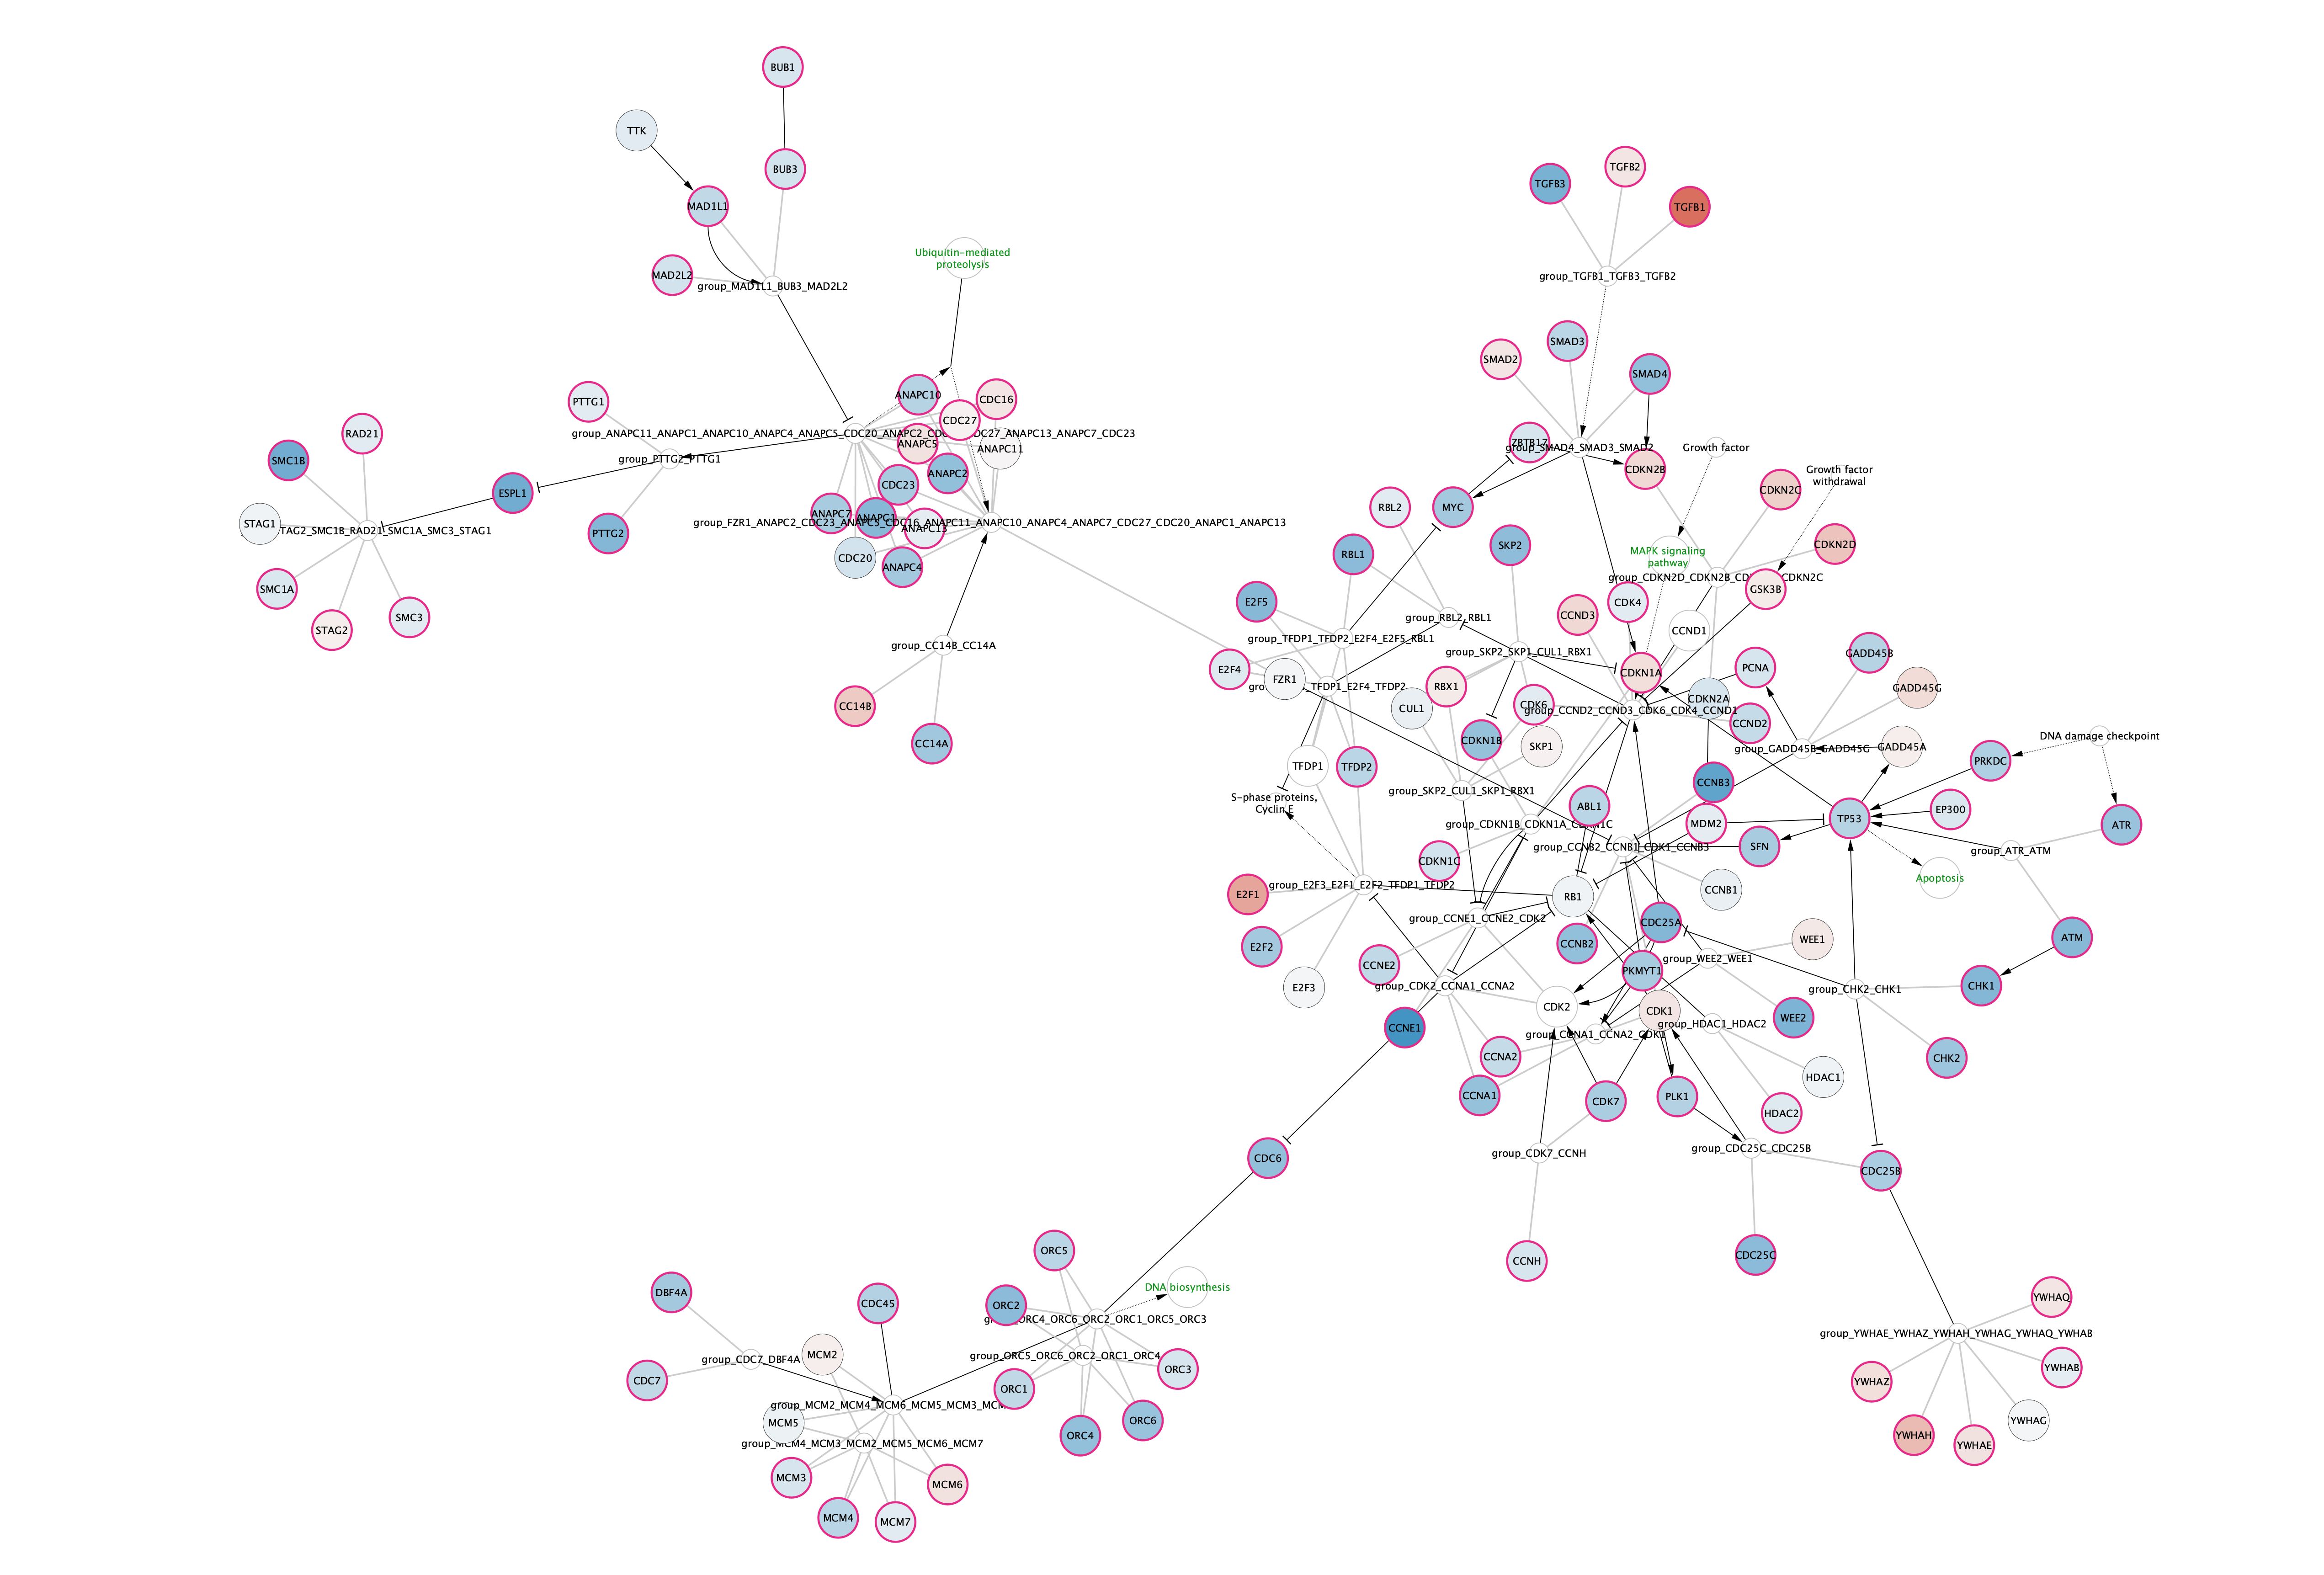 BUB1
TTK
BUB3
TGFB2
TGFB3
TGFB1
MAD1L1
Ubiquitin-mediated
proteolysis
MAD2L2
group_TGFB1_TGFB3_TGFB2
group_MAD1L1_BUB3_MAD2L2
SMAD3
SMAD2
SMAD4
ANAPC10
CDC16
PTTG1
CDC27
RAD21
ANAPC5
ANAPC11
ZBTB17
group_SMAD4_SMAD3_SMAD2
Growth factor
SMC1B
group_PTTG2_PTTG1
ANAPC2
CDKN2B
Growth factor
withdrawal
CDC23
ESPL1
CDKN2C
RBL2
MYC
ANAPC7
ANAPC1
STAG1
TAG2_SMC1B_RAD21_SMC1A_SMC3_STAG1
ANAPC13
PTTG2
SKP2
CDKN2D
RBL1
MAPK signaling
pathway
CDC20
ANAPC4
SMC1A
GSK3B
E2F5
CDK4
SMC3
CCND3
group_RBL2_RBL1
STAG2
CCND1
group_TFDP1_TFDP2_E2F4_E2F5_RBL1
group_CC14B_CC14A
group_SKP2_SKP1_CUL1_RBX1
GADD45B
E2F4
PCNA
CDKN1A
FZR1
TFDP1_E2F4_TFDP2
RBX1
GADD45G
CDKN2A
CC14B
CUL1
CDK6
group_CCND2_CCND3_CDK6_CDK4_CCND1
CCND2
DNA damage checkpoint
CC14A
CDKN1B
SKP1
group_GADD45B_GADD45G
GADD45A
PRKDC
TFDP1
TFDP2
CCNB3
group_SKP2_CUL1_SKP1_RBX1
S-phase proteins,
Cyclin E
ABL1
EP300
MDM2
TP53
ATR
group_CCNB2_CCNB1_CDK1_CCNB3
SFN
group_ATR_ATM
CDKN1C
Apoptosis
group_E2F3_E2F1_E2F2_TFDP1_TFDP2
CCNB1
E2F1
RB1
group_CCNE1_CCNE2_CDK2
CDC25A
ATM
WEE1
CCNB2
E2F2
group_WEE2_WEE1
CCNE2
PKMYT1
group_CDK2_CCNA1_CCNA2
CHK1
E2F3
group_CHK2_CHK1
CDK2
CDK1
WEE2
CCNE1
group_HDAC1_HDAC2
group_CCNA1_CCNA2_CDK1
CCNA2
CHK2
HDAC1
CCNA1
CDK7
PLK1
HDAC2
group_CDC25C_CDC25B
group_CDK7_CCNH
CDC6
CDC25B
ORC5
CDC25C
CCNH
DNA biosynthesis
DBF4A
YWHAQ
CDC45
ORC2
ORC4_ORC6_ORC2_ORC1_ORC5_ORC3
group_YWHAE_YWHAZ_YWHAH_YWHAG_YWHAQ_YWHAB
MCM2
group_ORC5_ORC6_ORC2_ORC1_ORC4
group_CDC7_DBF4A
YWHAB
ORC3
CDC7
YWHAZ
ORC1
group_MCM2_MCM4_MCM6_MCM5_MCM3_MCM
MCM5
ORC6
YWHAG
ORC4
YWHAH
group_MCM4_MCM3_MCM2_MCM5_MCM6_MCM7
YWHAE
MCM3
MCM6
MCM4
MCM7